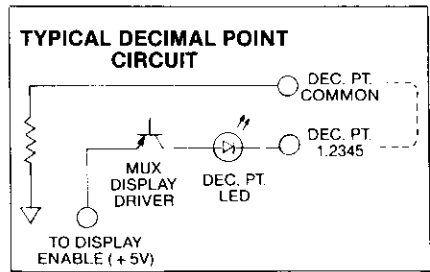 TYPICAL DECIMAL POINT
CIRCUIT
DEC. PT.
COMMON
DEC. PT.
1.2345
MUX
DISPLAY
DRIVER
DEC. PT.
LED
TO DISPLAY
ENABLE (+5V)